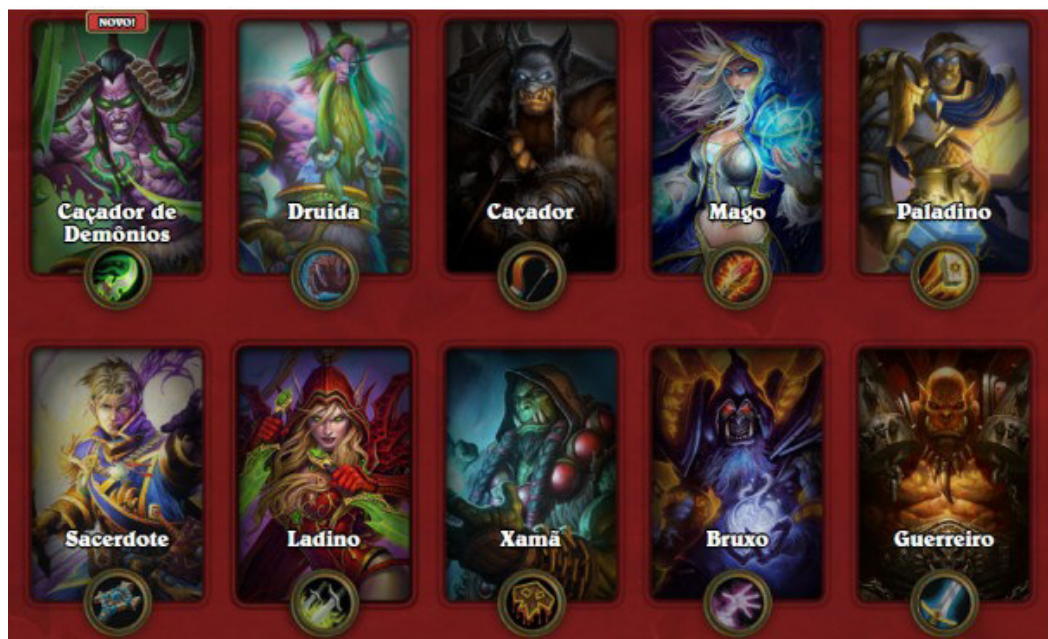 NOVO!
Caçador de
Demônios
Druida
Caçador
Mago
Paladino
Sacerdote
Ladino
Xamã
Bruxo
Guerreiro